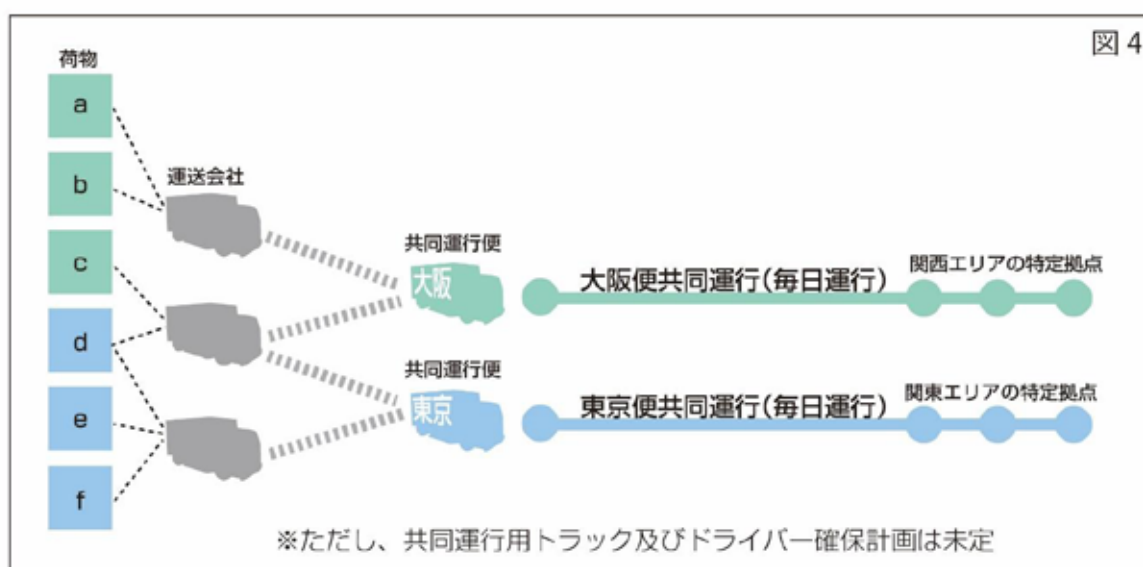 図4
荷物
a
b
c
d
e
f
運送会社
共同運行便
大阪
大阪便共同運行(毎日運行)
関西エリアの特定拠点
共同運行便
東京
東京便共同運行(毎日運行)
関東エリアの特定拠点
※ただし、共同運行用トラック及びドライバー確保計画は未定